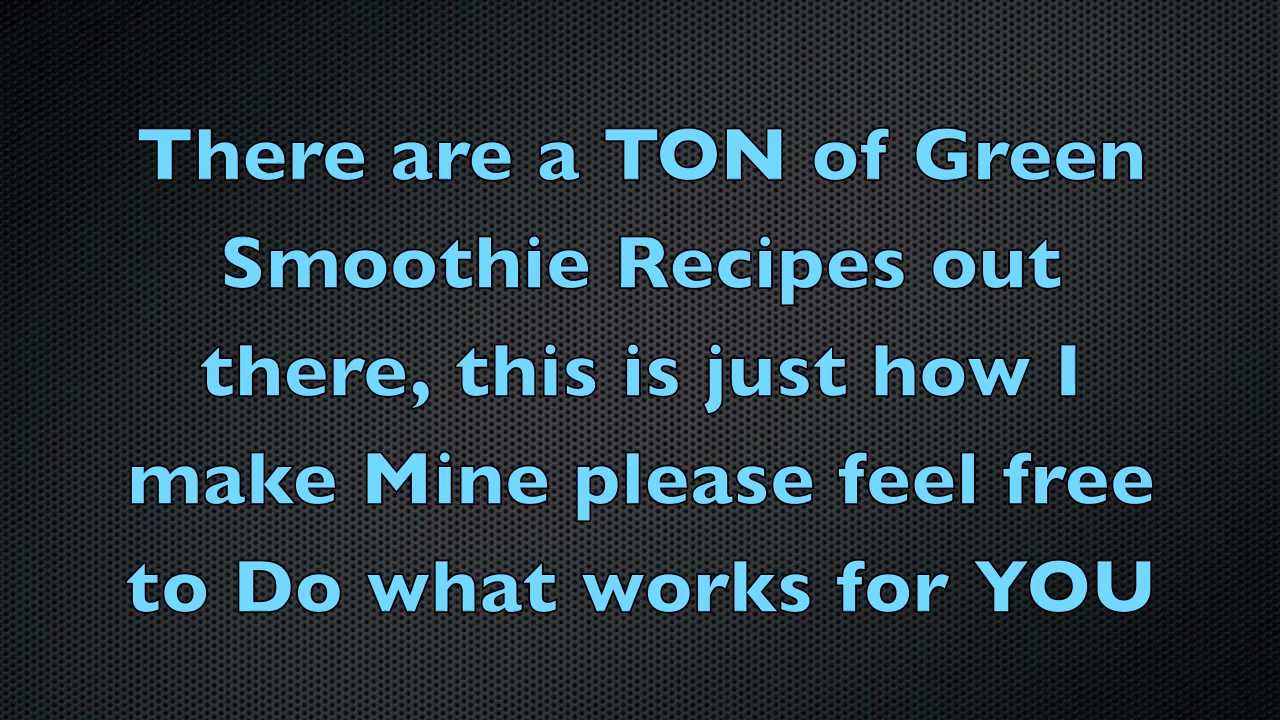 There are a TON of Green
Smoothie Recipes out
there, this is just how I
make Mine please feel free
to Do what works for YOU